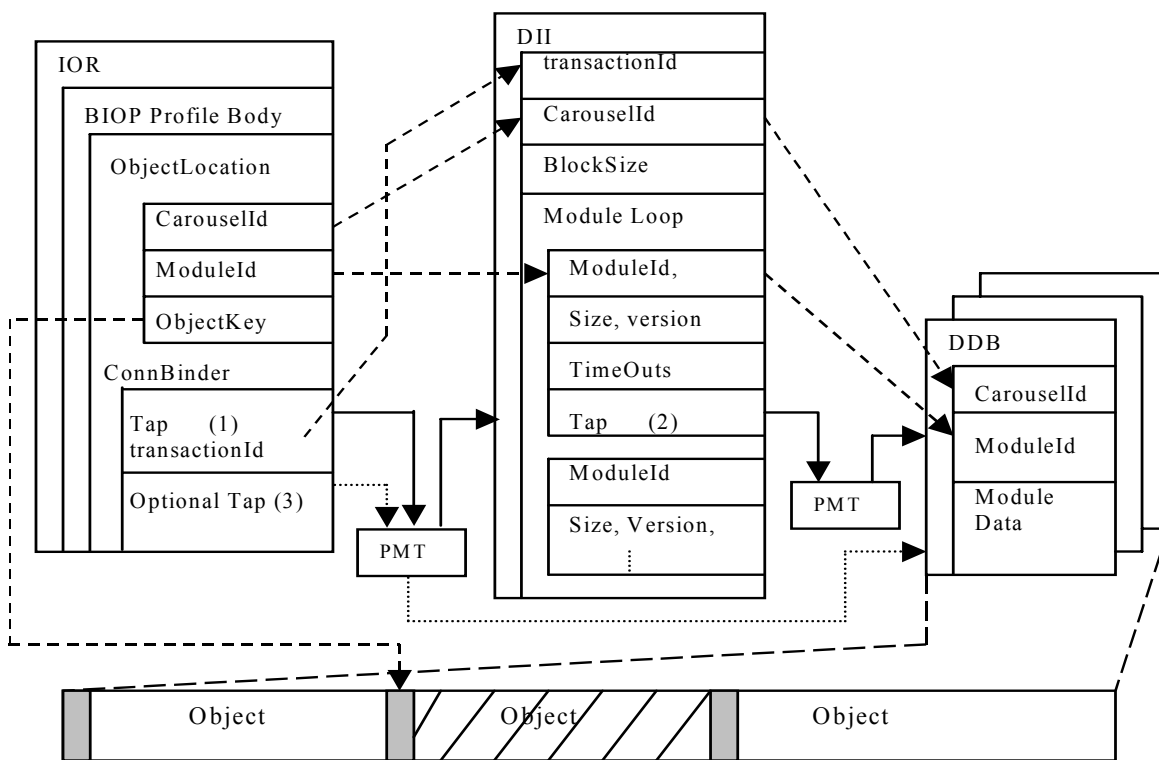 IOR
BIOP Profile Body
ObjectLocation
CarouselId
ModuleId
ObjectKey
ConnBinder
Tap (1)
transactionId
Optional Tap (3)
PMT
DII
transactionId
CarouselId
BlockSize
Module Loop
ModuleId,
Size, version
TimeOuts
Tap (2)
ModuleId
Size, Version,
PMT
DDB
CarouselId
ModuleId
Module
Data
Object
Object
Object